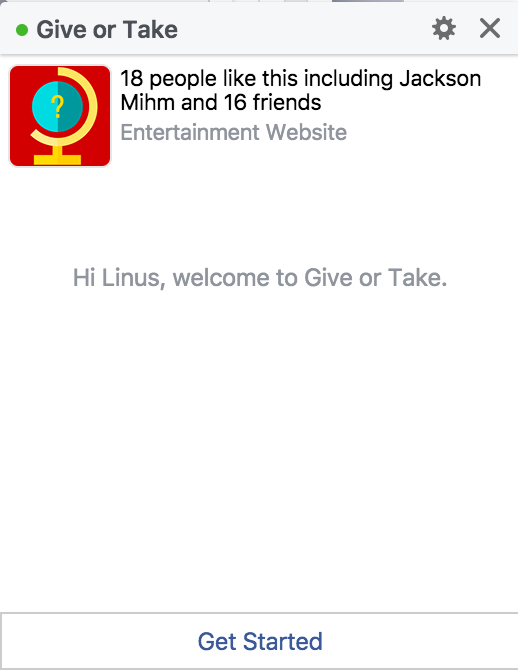 Give or Take
18 people like this including Jackson
Mihm and 16 friends
Entertainment Website
?
Hi Linus, welcome to Give or Take.
Get Started